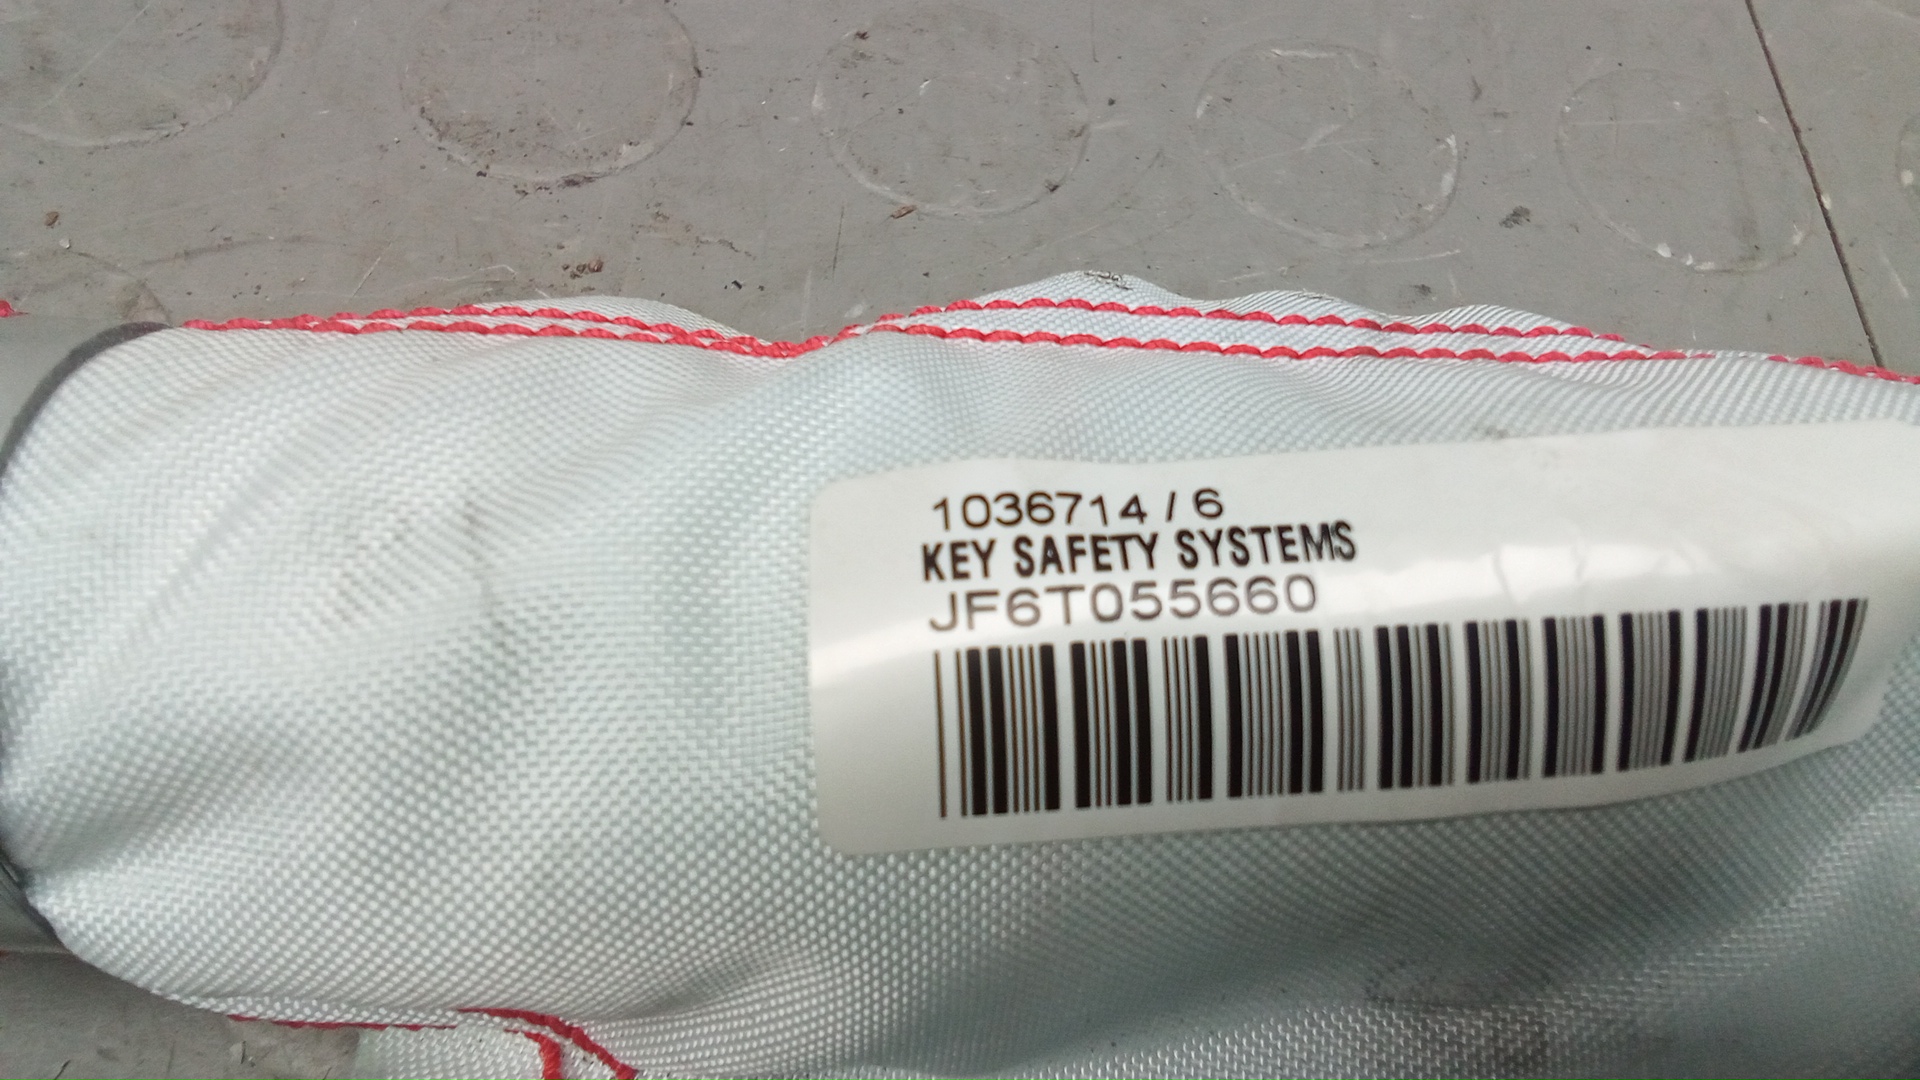 1036714 / 6
KEY SAFETY SYSTEMS
JF6T055660